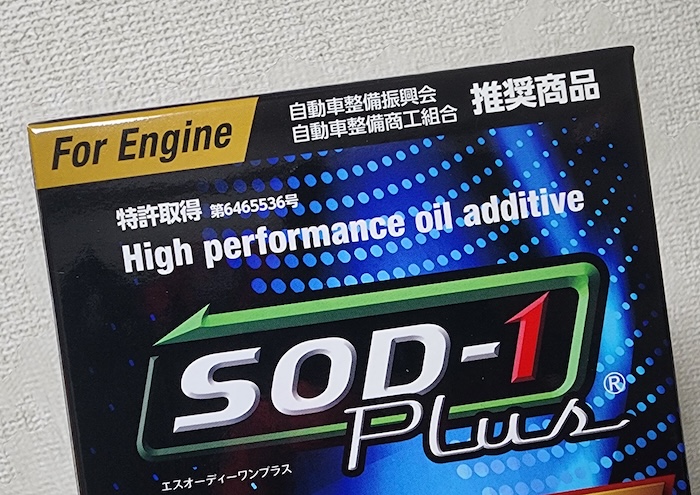 For Engine
自動車整備振興会
自動車整備商工組合
推奨商品
特許取得 第6465536号
High performance oil additive
SOD-1
Plus®
エスオーディーワンプラス